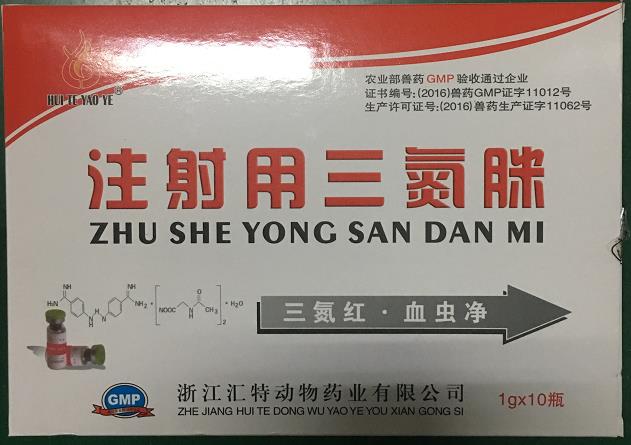 HUI TE YAO YE®
农业部兽药GMP验收通过企业
证书编号:(2016)兽药GMP证字11012号
生产许可证号:(2016)兽药生产证字11062号
注射用三氮脒
ZHU SHE YONG SAN DAN MI
三氮红·血虫净
GMP
浙江汇特动物药业有限公司
ZHE JIANG HUI TE DONG WU YAO YE YOU XIAN GONG SI
1gx10瓶